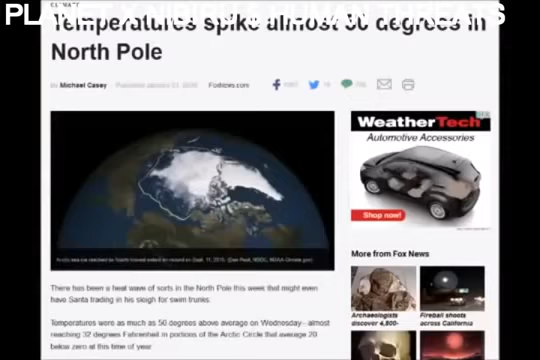 PLANET X NIBIRU & HUMAN THREATS
CLIMATE
Temperatures spike almost 50 degrees in
North Pole
By Michael Casey
FoxNews.com
WeatherTech
Automotive Accessories
Shop now!
There has been a heat wave of sorts in the North Pole this week that might even
have Santa trading in his sleigh for swim trunks.
Temperatures were as much as 50 degrees above average on Wednesday--almost
reaching 32 degrees Fahrenheit in portions of the Arctic Circle that average 20
below zero at this time of year.
More from Fox News
Archaeologists
discover 4,800-
Fireball shoots
across California